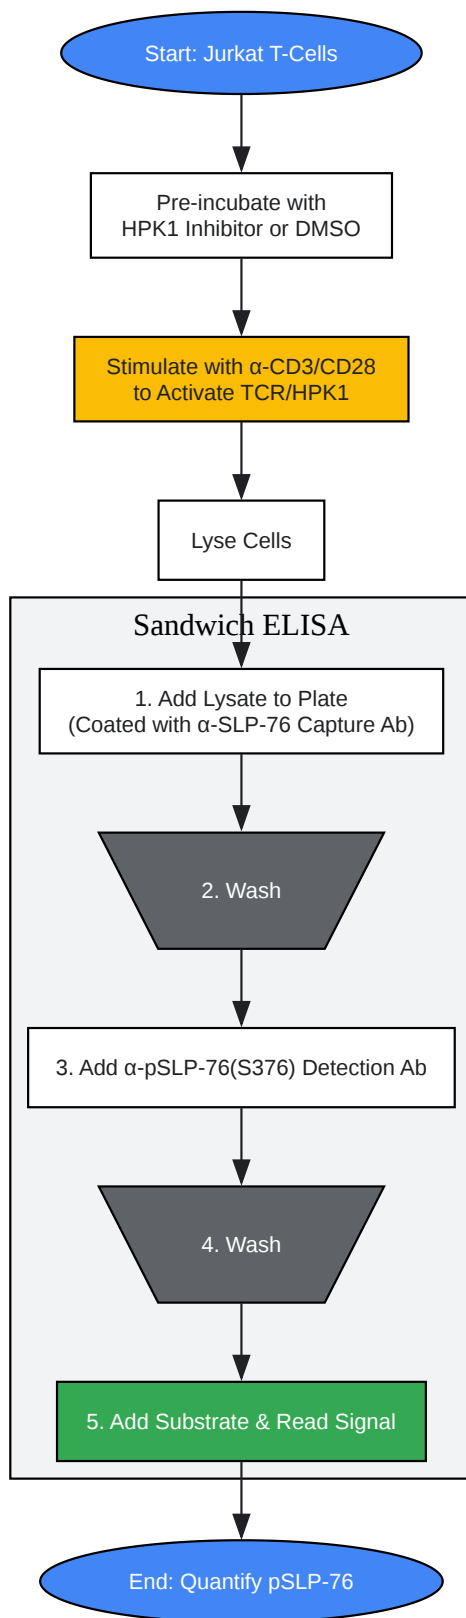 Start: Jurkat T-Cells
Pre-incubate with
HPK1 Inhibitor or DMSO
Stimulate with α-CD3/CD28
to Activate TCR/HPK1
Lyse Cells
Sandwich ELISA
1. Add Lysate to Plate
(Coated with α-SLP-76 Capture Ab)
2. Wash
3. Add α-pSLP-76(S376) Detection Ab
4. Wash
5. Add Substrate & Read Signal
End: Quantify pSLP-76